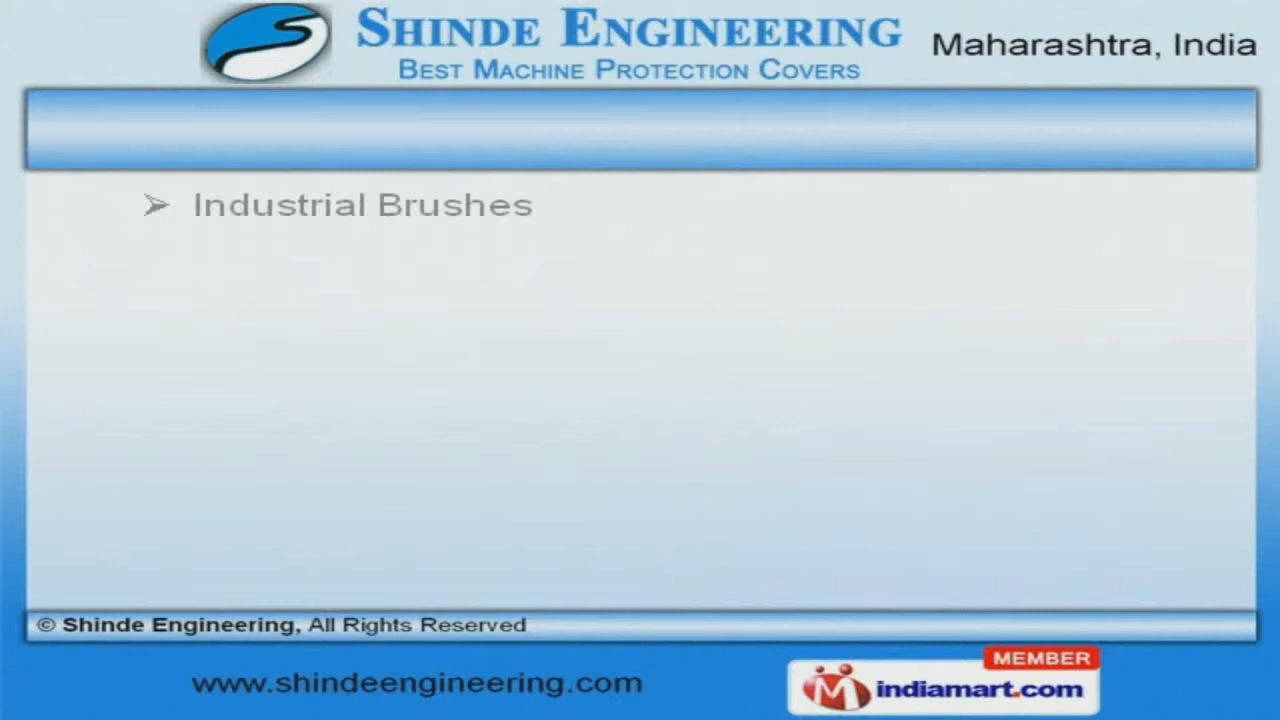 SHINDE ENGINEERING
BEST MACHINE PROTECTION COVERS
Maharashtra, India
➢ Industrial Brushes
© Shinde Engineering, All Rights Reserved
www.shindeengineering.com
MEMBER
indiamart.com